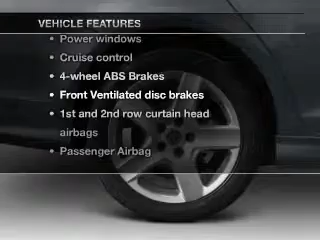 VEHICLE FEATURES
• Power windows
• Cruise control
• 4-wheel ABS Brakes
• Front Ventilated disc brakes
• 1st and 2nd row curtain head
airbags
• Passenger Airbag